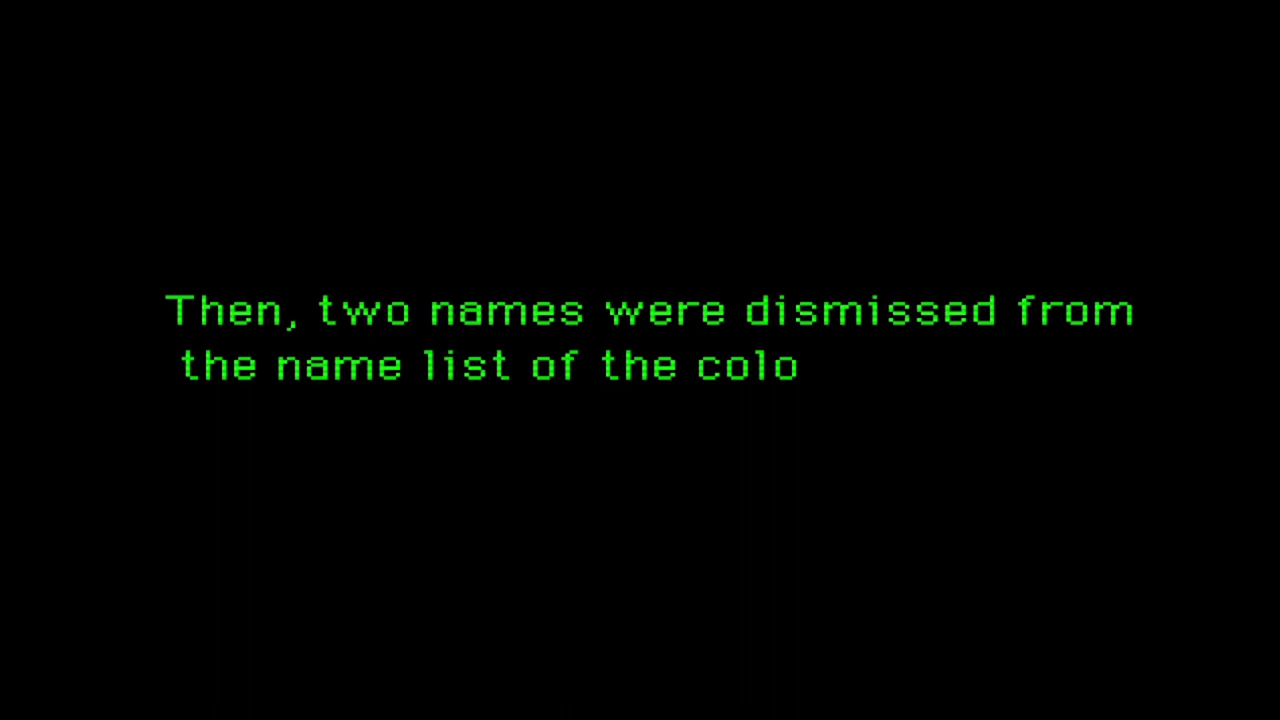 Then, two names were dismissed from
the name list of the colo